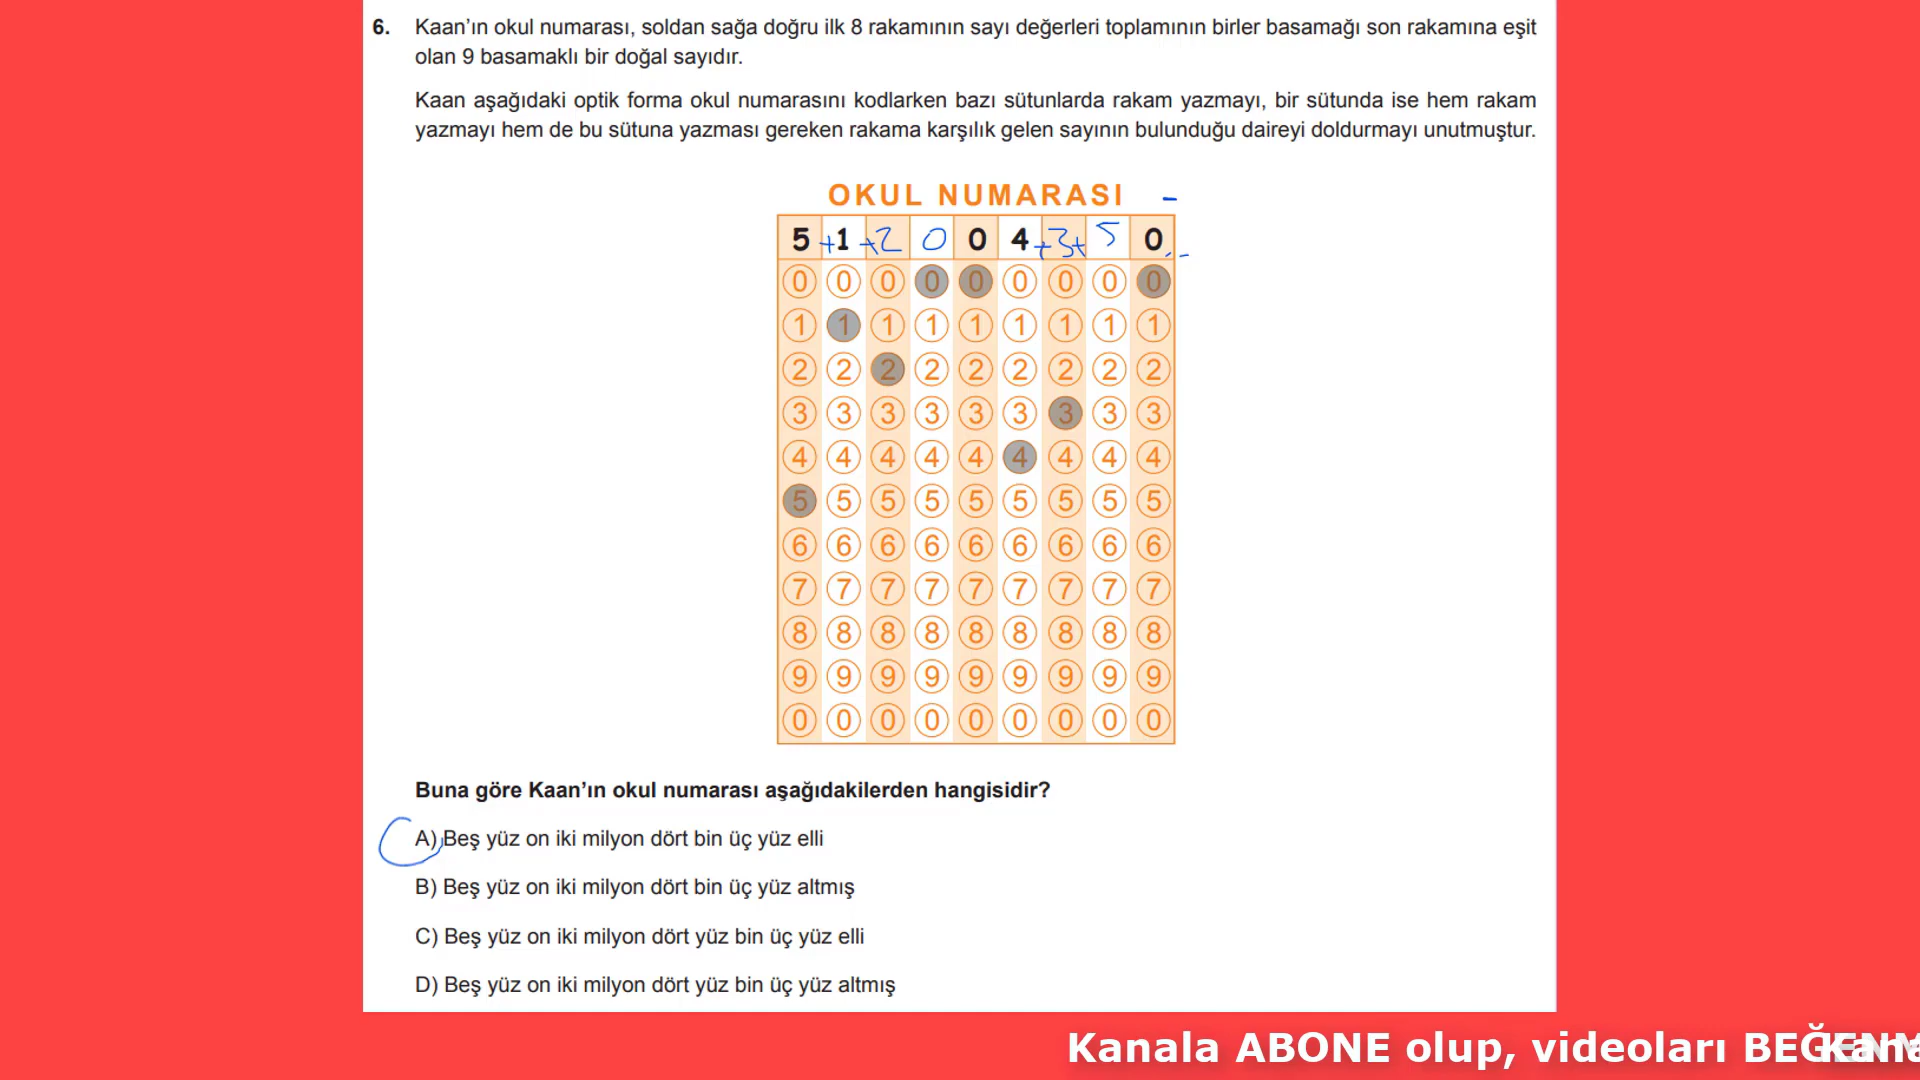 6. Kaan’ın okul numarası, soldan sağa doğru ilk 8 rakamının sayı değerleri toplamının birler basamağı son rakamına eşit
olan 9 basamaklı bir doğal sayıdır.
Kaan aşağıdaki optik forma okul numarasını kodlarken bazı sütunlarda rakam yazmayı, bir sütunda ise hem rakam
yazmayı hem de bu sütuna yazması gereken rakama karşılık gelen sayının bulunduğu daireyi doldurmayı unutmuştur.
OKUL NUMARASI
5 +1 +2 0 0 4 +3+ 5 0
0 0 0 0 0 0 0 0 0
1 1 1 1 1 1 1 1 1
2 2 2 2 2 2 2 2 2
3 3 3 3 3 3 3 3 3
4 4 4 4 4 4 4 4 4
5 5 5 5 5 5 5 5 5
6 6 6 6 6 6 6 6 6
7 7 7 7 7 7 7 7 7
8 8 8 8 8 8 8 8 8
9 9 9 9 9 9 9 9 9
0 0 0 0 0 0 0 0 0
Buna göre Kaan’ın okul numarası aşağıdakilerden hangisidir?
A) Beş yüz on iki milyon dört bin üç yüz elli
B) Beş yüz on iki milyon dört bin üç yüz altmış
C) Beş yüz on iki milyon dört yüz bin üç yüz elli
D) Beş yüz on iki milyon dört yüz bin üç yüz altmış
Kanala ABONE olup, videoları